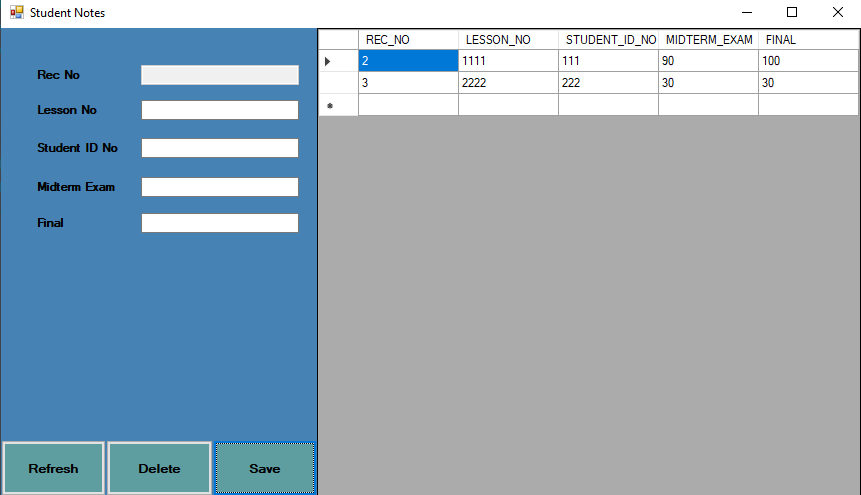 Student Notes
REC_NO LESSON_NO STUDENT_ID_NO MIDTERM_EXAM FINAL
2 1111 111 90 100
3 2222 222 30 30
Rec No
Lesson No
Student ID No
Midterm Exam
Final
Refresh Delete Save